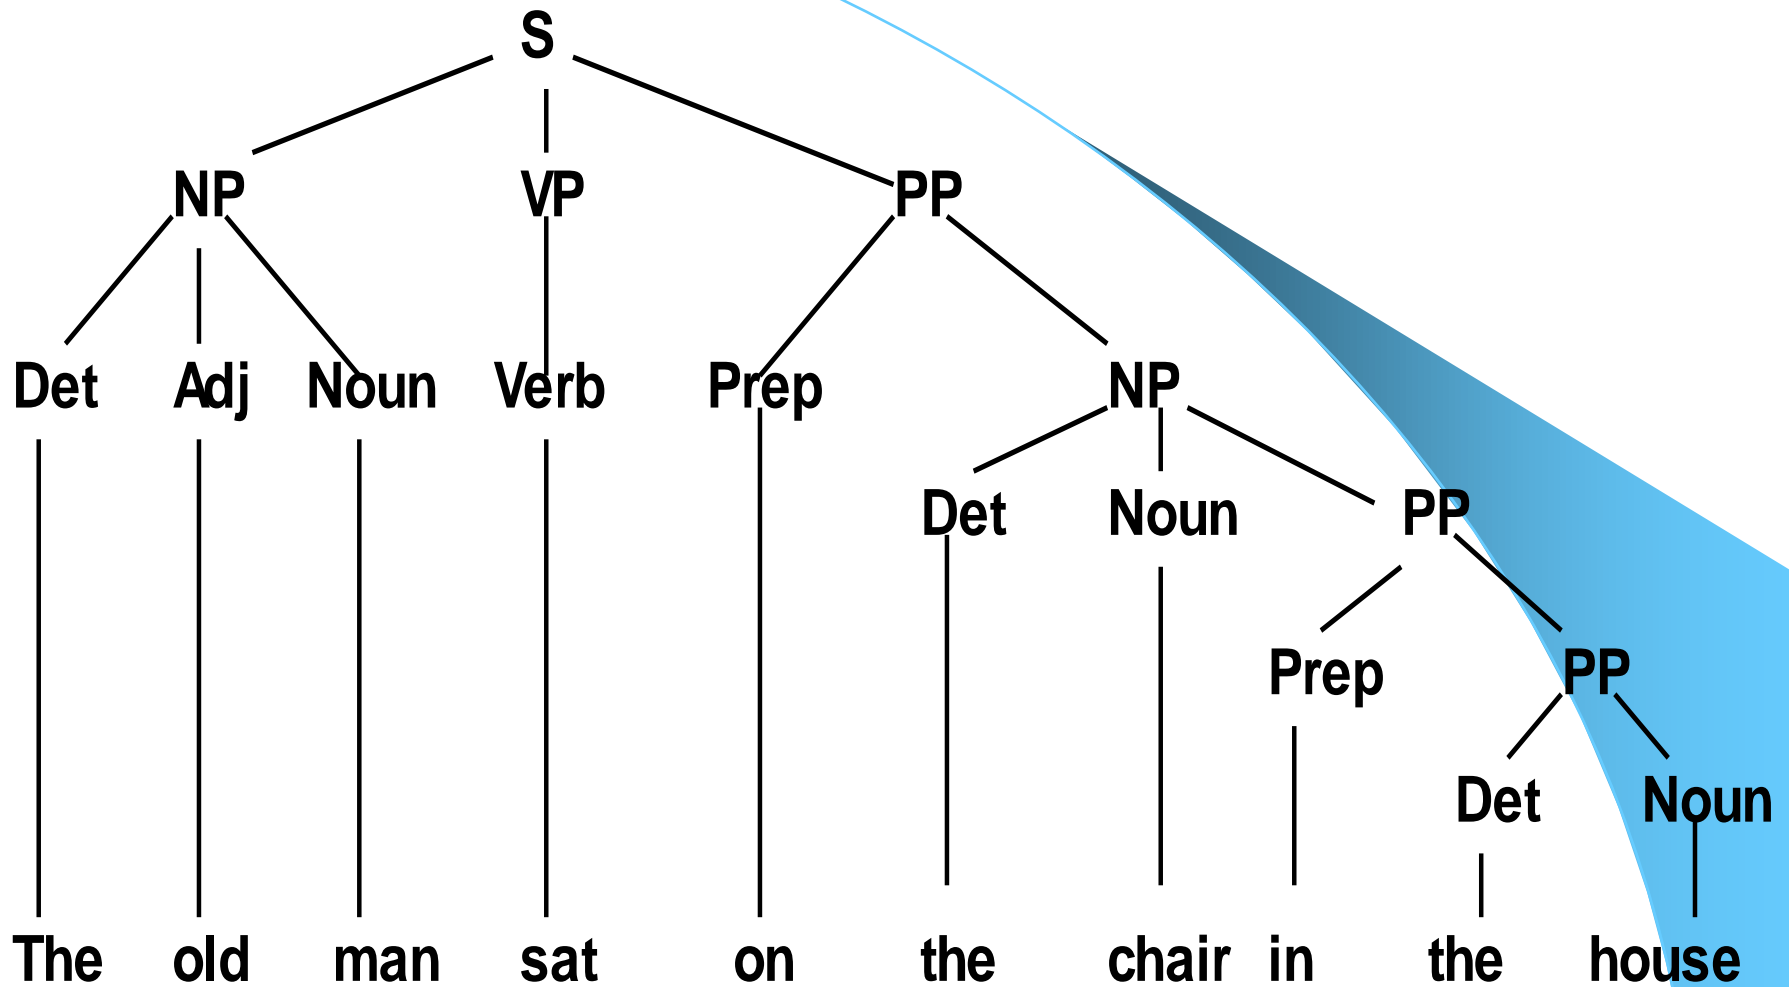 S
NP VP PP
Det Adj Noun Verb Prep NP
Det Noun PP
Prep PP
Det Noun
The old man sat on the chair in the house